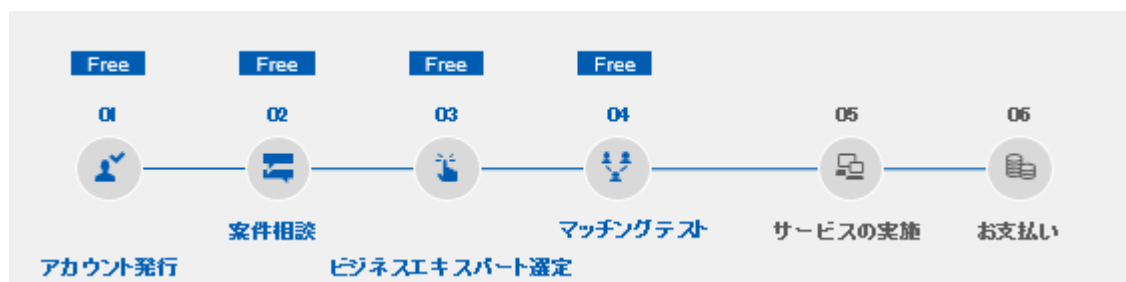 Free Free Free Free
01 02 03 04 05 06
案件相談 マッチングテスト サービスの実施 お支払い
アカウント発行 ビジネスエキスパート選定